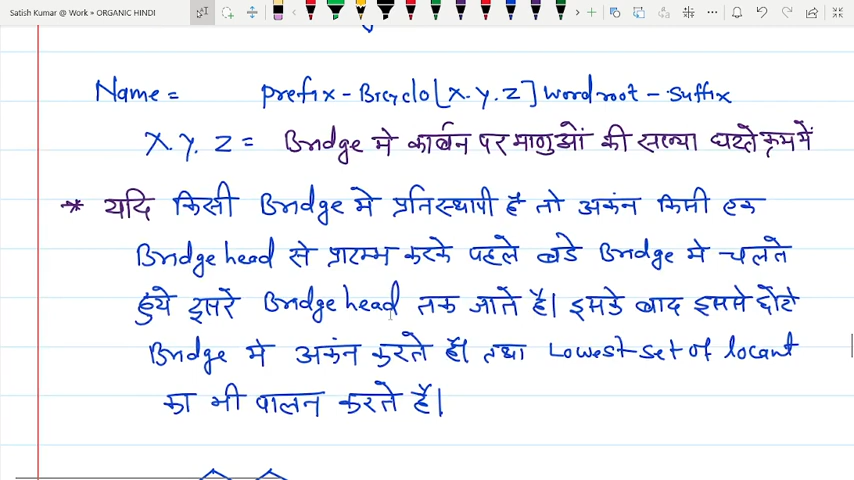 Satish Kumar @ Work » ORGANIC HINDI
Name = Prefix - Bicyclo [X.Y.Z] wordroot - Suffix
X.Y.Z = Bridge मे कार्बन परमाणुओं की संख्या घटते क्रम में
* यदि किसी Bridge मे प्रतिस्थापी है तो अकंन किसी एक
Bridge head से प्रारम्भ करके पहले बडे Bridge मे चलते
हुये दुसरे Bridge head तक जाते है। इसके बाद इससे छोटे
Bridge मे अकंन करते है। तथा Lowest set of locant
का भी पालन करते है।